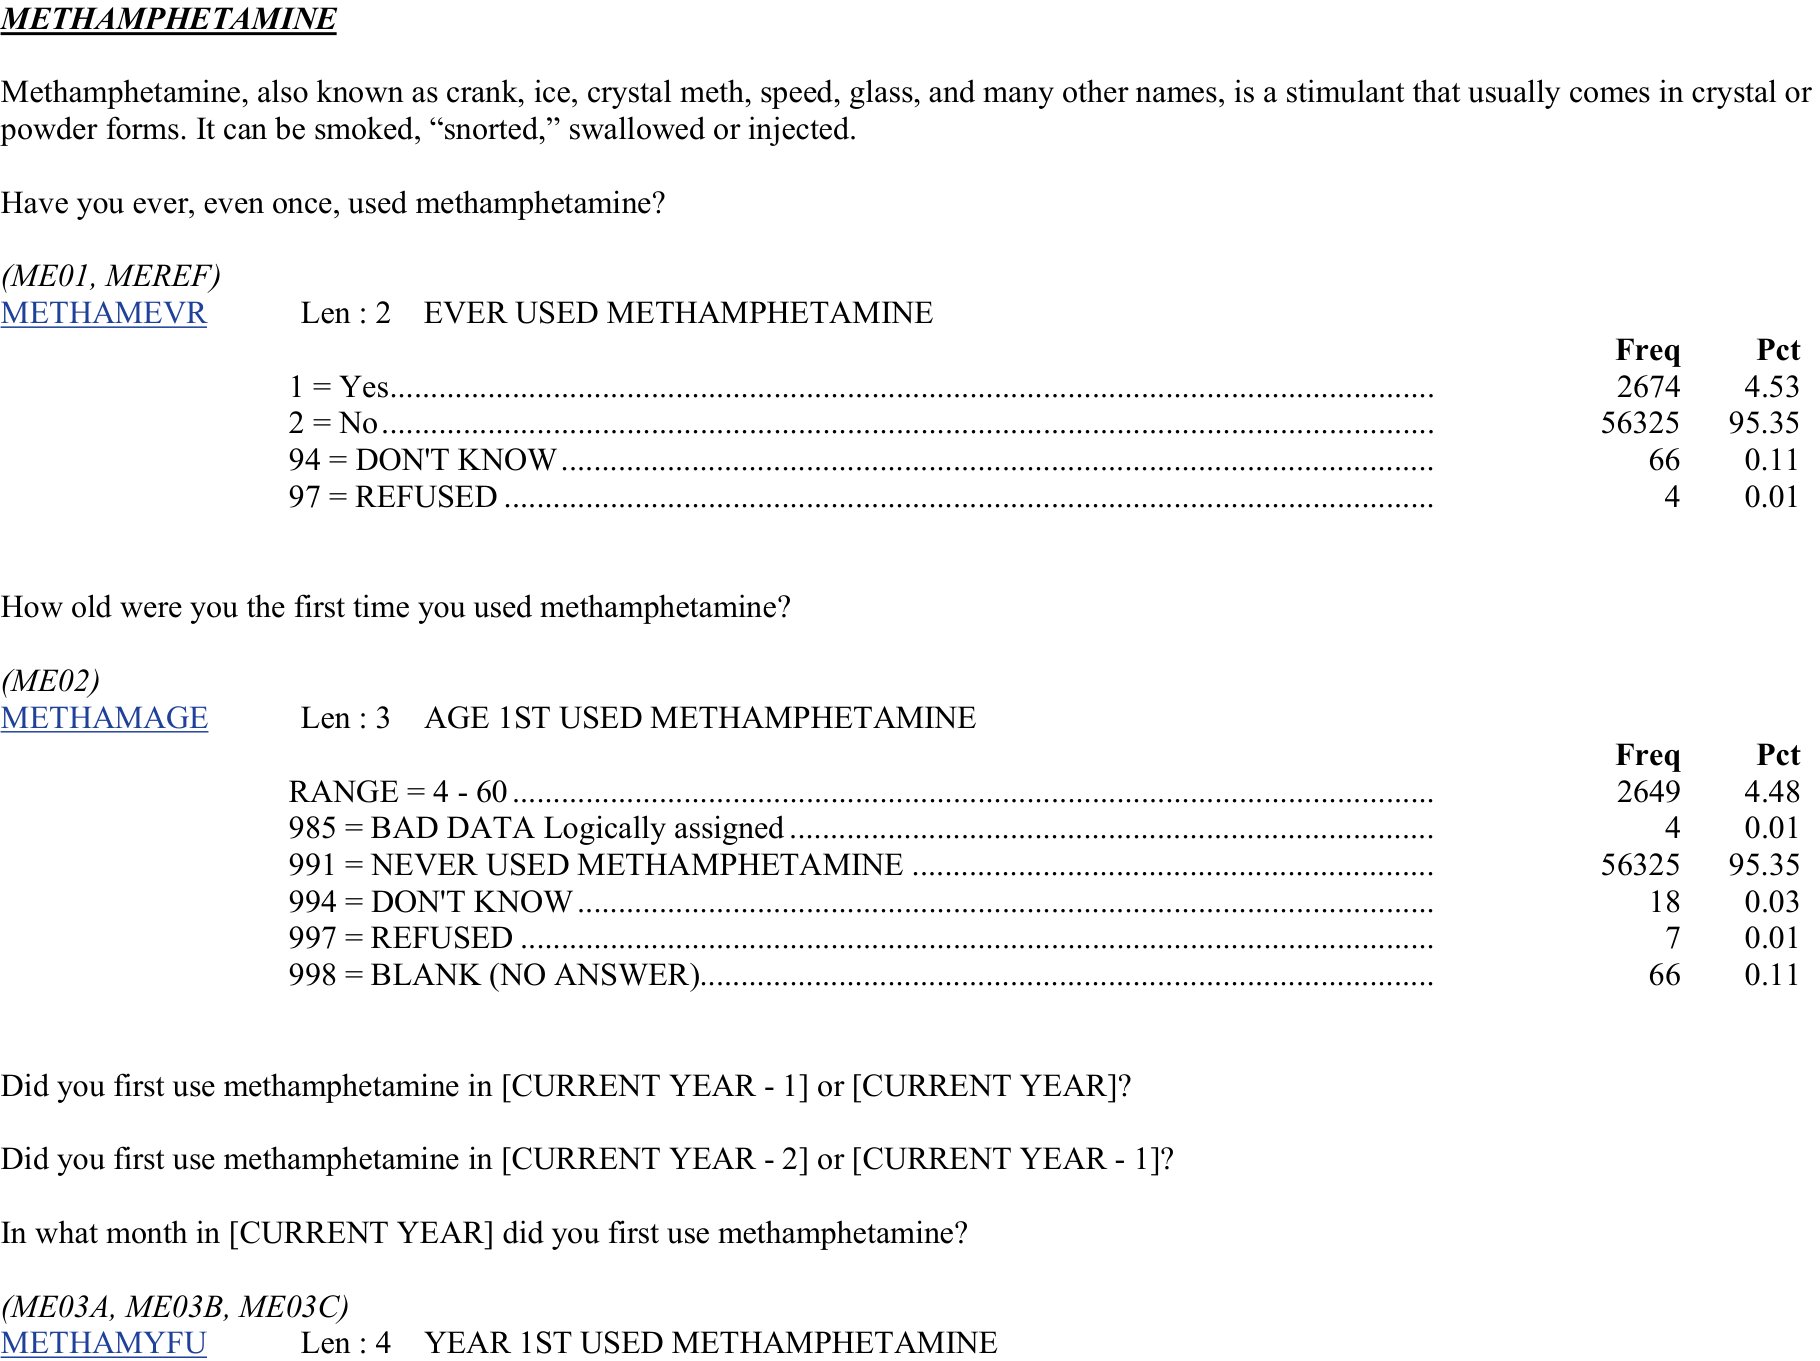 METHAMPHETAMINE
Methamphetamine, also known as crank, ice, crystal meth, speed, glass, and many other names, is a stimulant that usually comes in crystal or
powder forms. It can be smoked, “snorted,” swallowed or injected.
Have you ever, even once, used methamphetamine?
(ME01, MEREF)
METHAMEVR Len : 2 EVER USED METHAMPHETAMINE
Freq Pct
1 = Yes.......... 2674 4.53
2 = No.......... 56325 95.35
94 = DON'T KNOW.......... 66 0.11
97 = REFUSED .......... 4 0.01
How old were you the first time you used methamphetamine?
(ME02)
METHAMAGE Len : 3 AGE 1ST USED METHAMPHETAMINE
Freq Pct
RANGE = 4 - 60.......... 2649 4.48
985 = BAD DATA Logically assigned.......... 4 0.01
991 = NEVER USED METHAMPHETAMINE .......... 56325 95.35
994 = DON'T KNOW.......... 18 0.03
997 = REFUSED .......... 7 0.01
998 = BLANK (NO ANSWER).......... 66 0.11
Did you first use methamphetamine in [CURRENT YEAR - 1] or [CURRENT YEAR]?
Did you first use methamphetamine in [CURRENT YEAR - 2] or [CURRENT YEAR - 1]?
In what month in [CURRENT YEAR] did you first use methamphetamine?
(ME03A, ME03B, ME03C)
METHAMYFU Len : 4 YEAR 1ST USED METHAMPHETAMINE